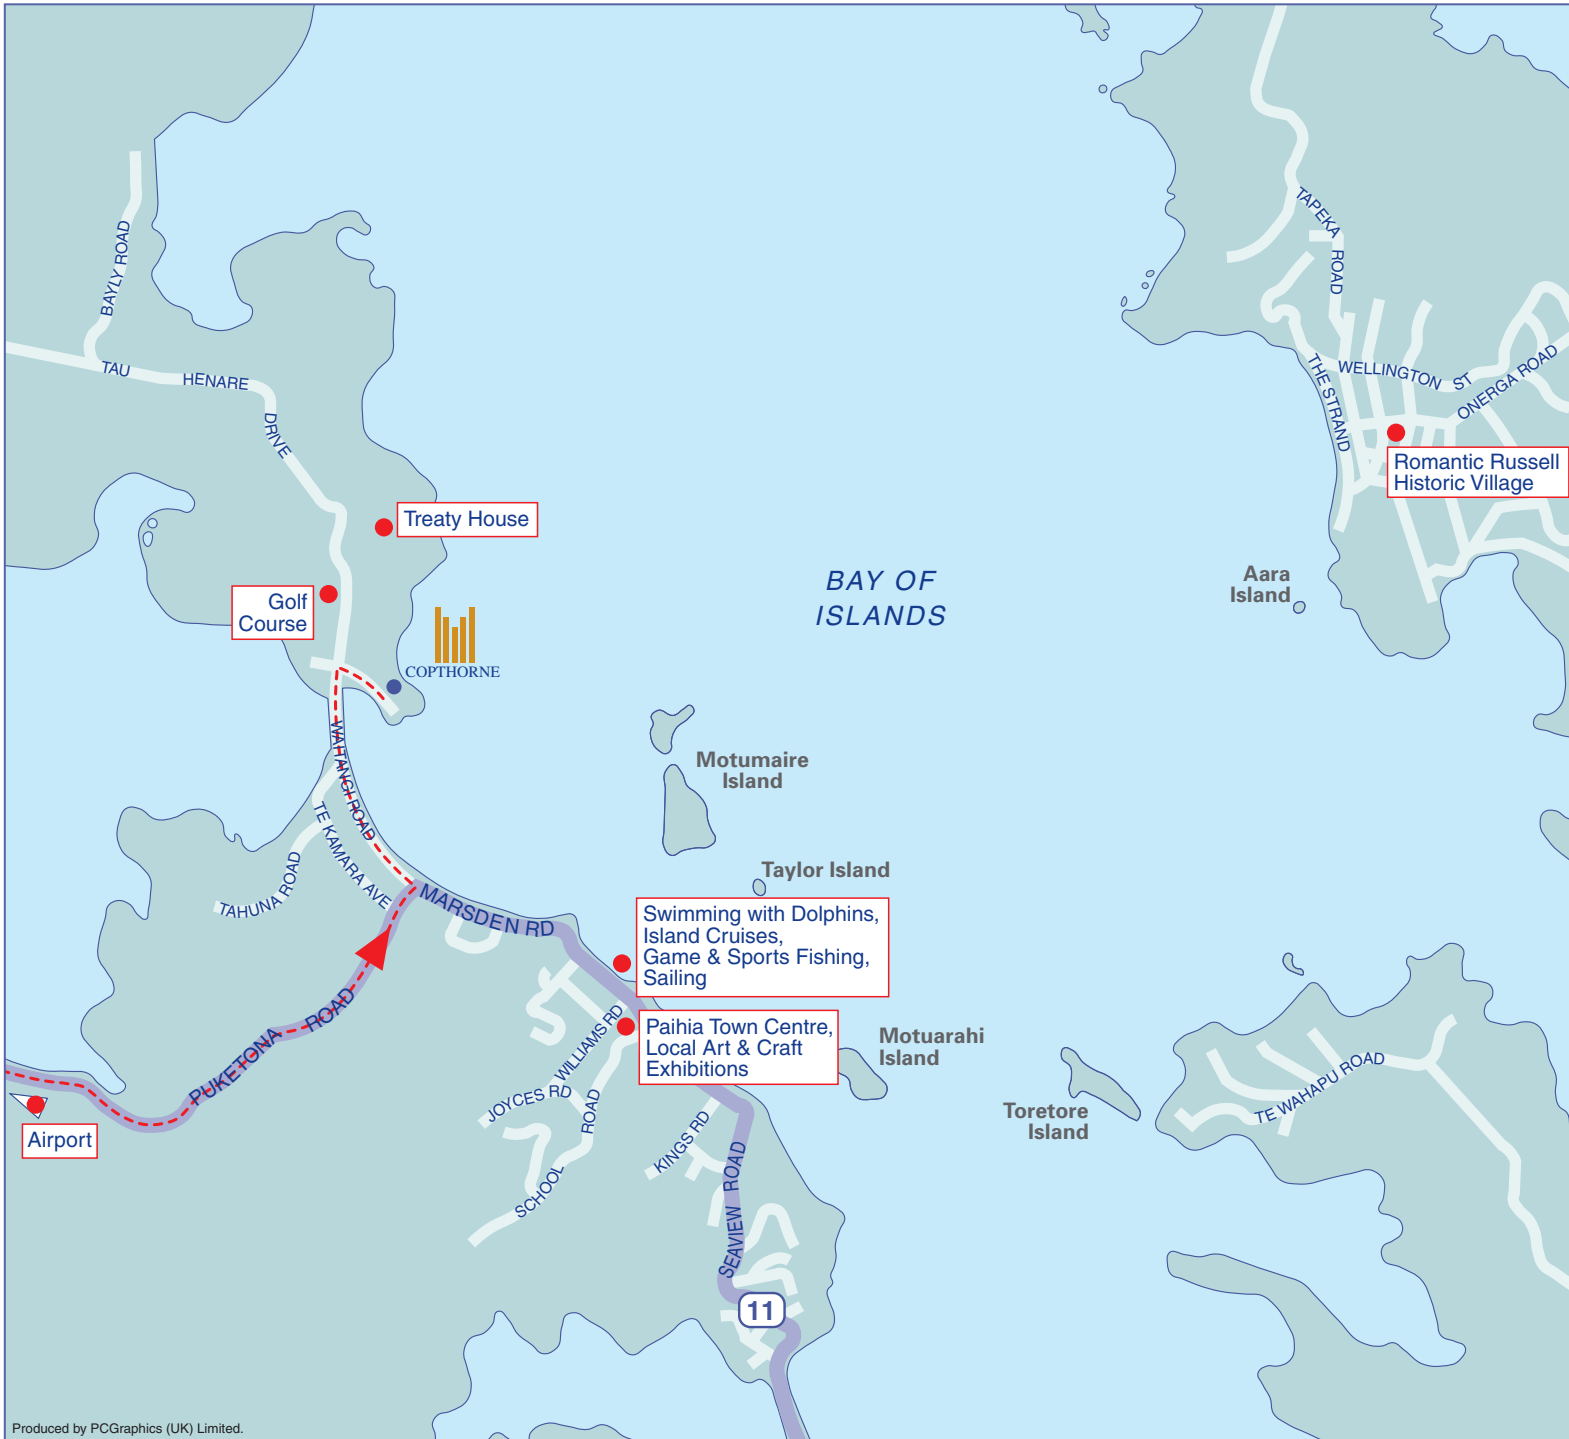 BAYLY ROAD
TAU HENARE DRIVE
TAPEKA ROAD
THE STRAND
WELLINGTON ST
ONERGA ROAD
Romantic Russell
Historic Village
Treaty House
Golf
Course
COPTHORNE
BAY OF
ISLANDS
Aara
Island
Motumaire
Island
WAITANGI ROAD
TE KAMARA AVE
TAHUNA ROAD
Taylor Island
MARSDEN RD
Swimming with Dolphins,
Island Cruises,
Game & Sports Fishing,
Sailing
PUKETONA ROAD
WILLIAMS RD
Paihia Town Centre,
Local Art & Craft
Exhibitions
Motuarahi
Island
Toretore
Island
TE WAHAPU ROAD
Airport
JOYCES RD
SCHOOL ROAD
KINGS RD
SEAVIEW ROAD
11
Produced by PCGraphics (UK) Limited.